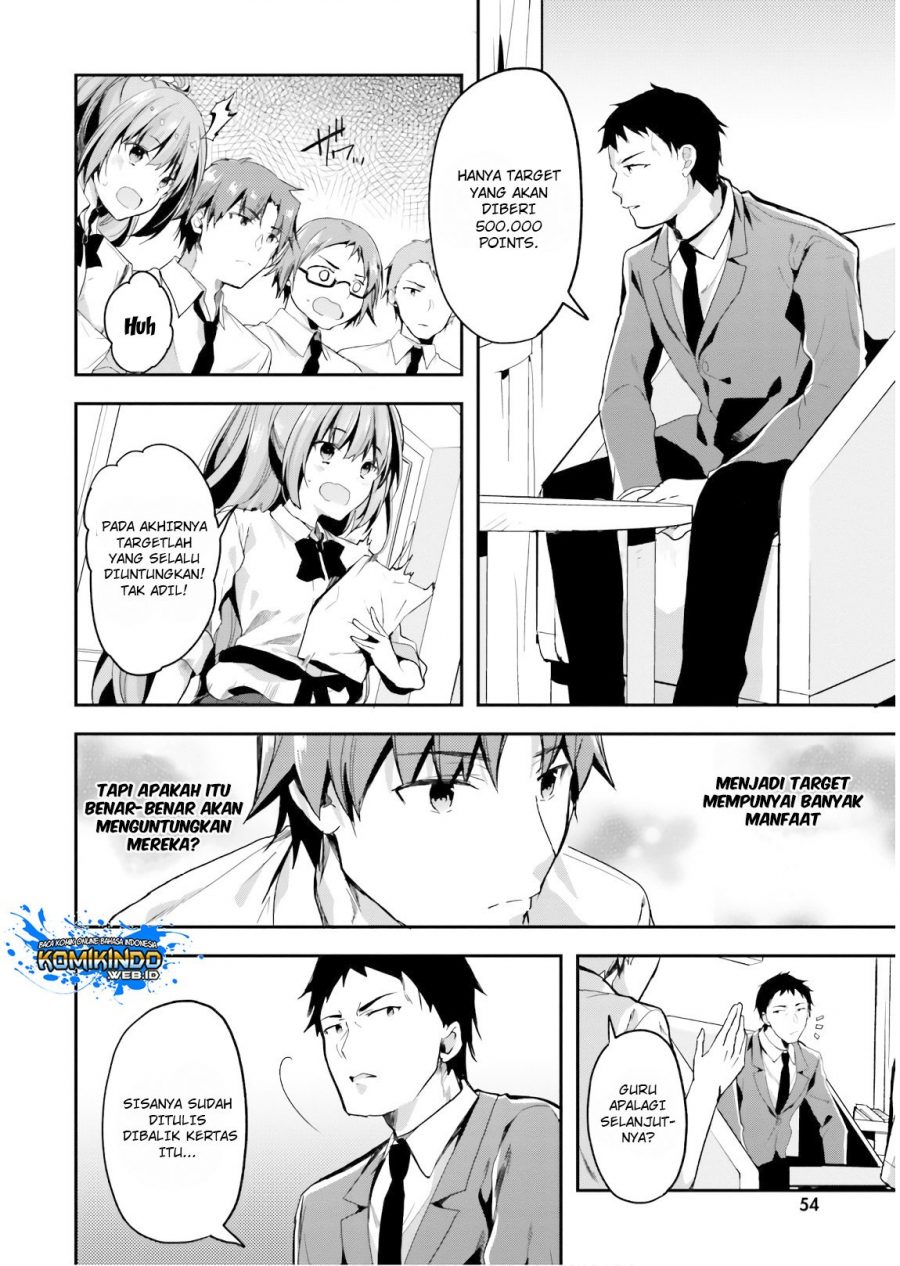 HANYA TARGET
YANG AKAN
DIBERI
500.000
POINTS.
Huh
PADA AKHIRNYA
TARGETLAH
YANG SELALU
DIUNTUNGKAN!
TAK ADIL!
MENJADI TARGET
MEMPUNYAI BANYAK
MANFAAT
TAPI APAKAH ITU
BENAR-BENAR AKAN
MENGUNTUNGKAN
MEREKA?
BACA KOMIK ONLINE BAHASA INDONESIA
KOMIKINDO
WEB.ID
GURU
APALAGI
SELANJUT-
NYA?
SISANYA SUDAH
DITULIS
DIBALIK KERTAS
ITU...
54